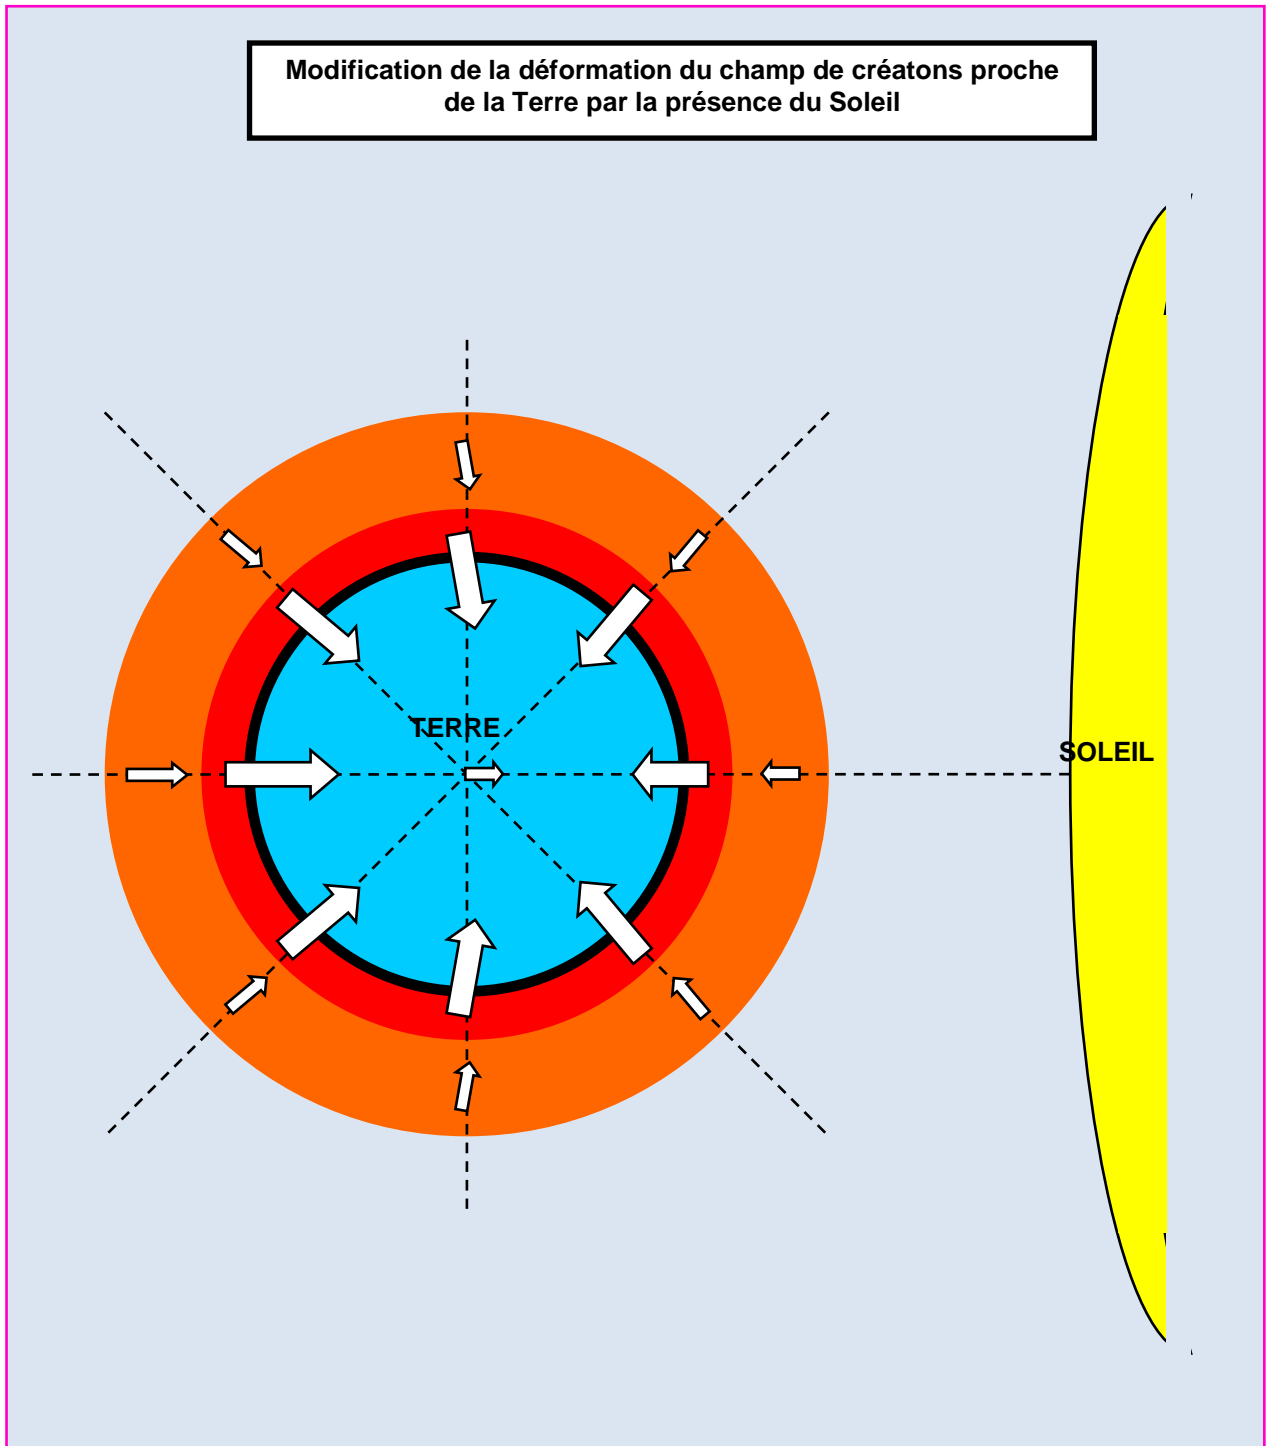 Modification de la déformation du champ de créatons proche
de la Terre par la présence du Soleil
TERRE
SOLEIL